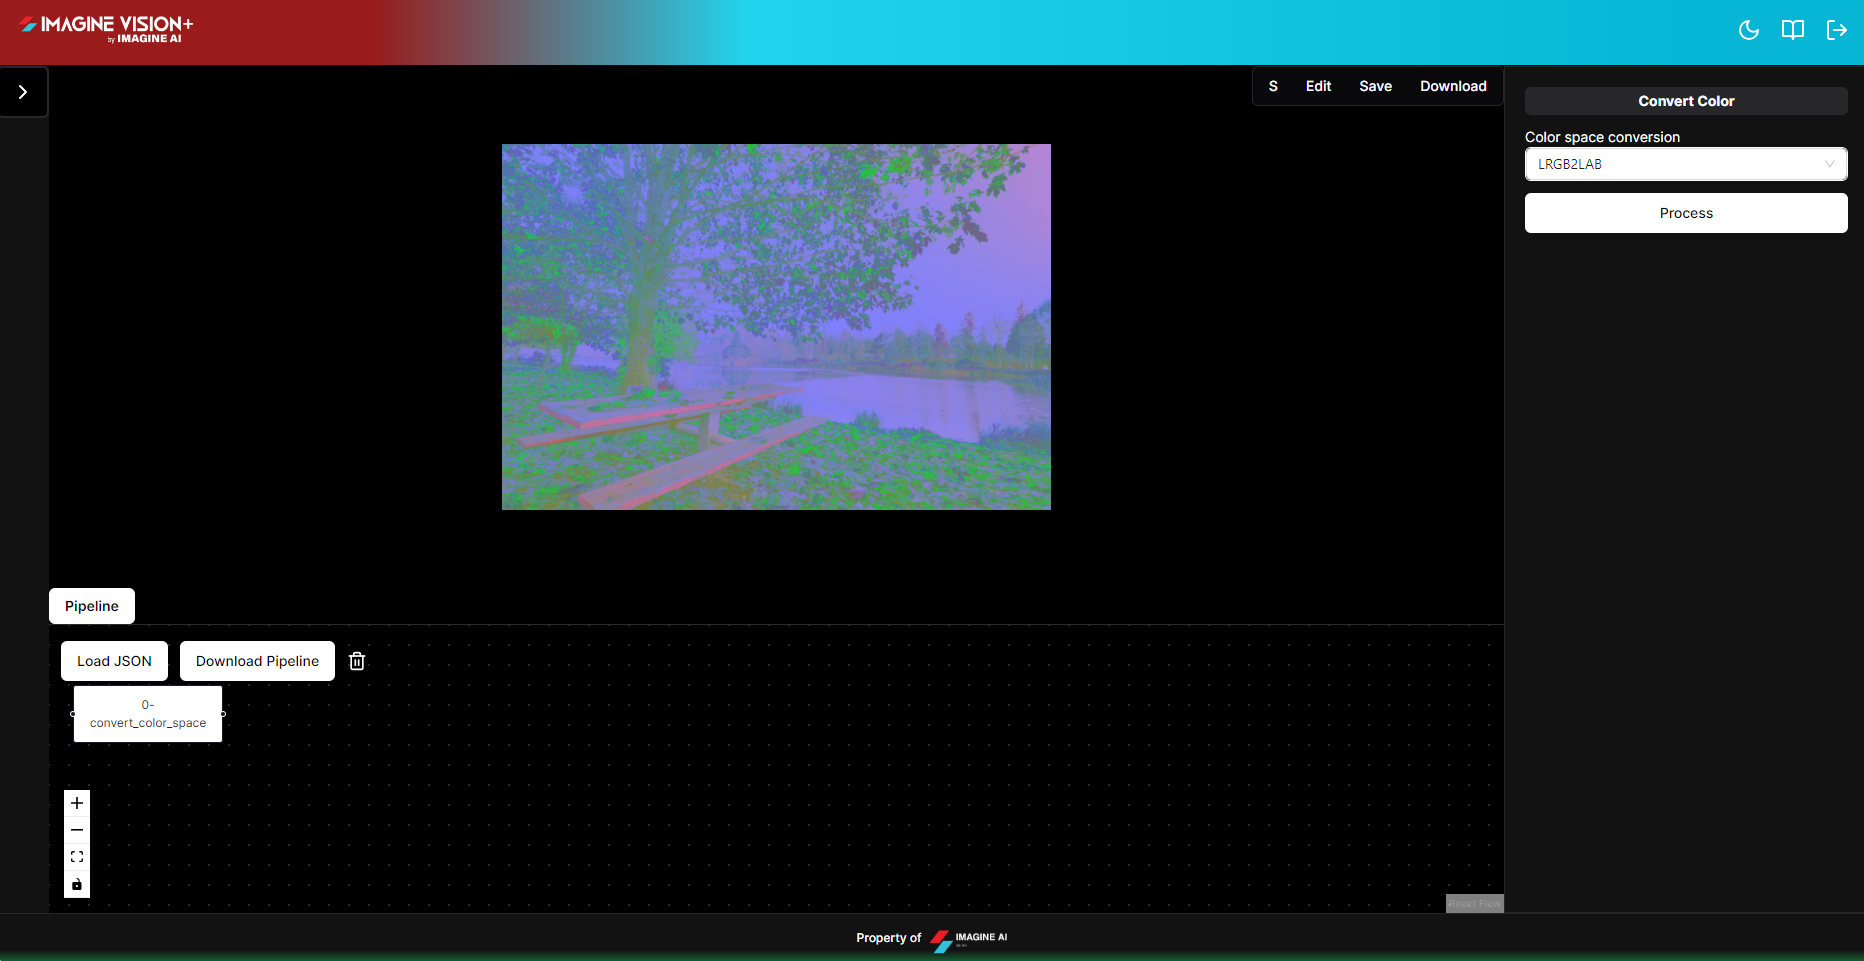 IMAGINE VISION+
by IMAGINE AI
S Edit Save Download
Convert Color
Color space conversion
LRGB2LAB
Process
Pipeline
Load JSON Download Pipeline
0-
convert_color_space
React Flow
Property of IMAGINE AI